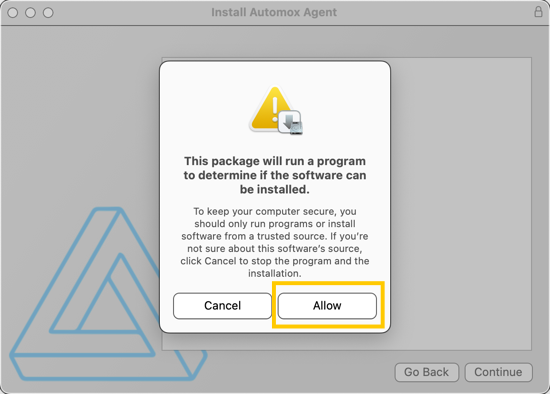 Install Automox Agent
This package will run a program
to determine if the software can
be installed.
To keep your computer secure, you
should only run programs or install
software from a trusted source. If you’re
not sure about this software’s source,
click Cancel to stop the program and the
installation.
Cancel
Allow
Go Back
Continue